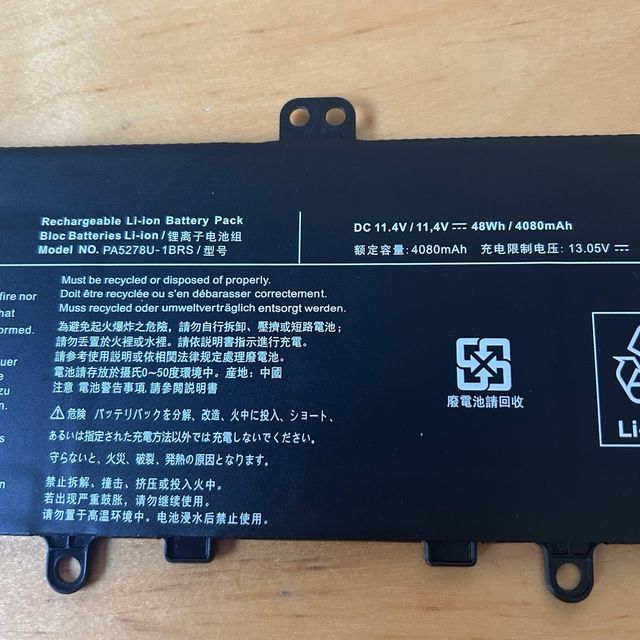 Rechargeable Li-ion Battery Pack
Bloc Batteries Li-ion / 锂离子电池组
Model NO. PA5278U-1BRS / 型号
DC 11.4V / 11,4V ⎓ 48Wh / 4080mAh
额定容量: 4080mAh 充电限制电压: 13.05V ⎓
fire nor
that
ormed.
uer
e
zu
n.
s
n
Must be recycled or disposed of properly.
Doit être recyclée ou s'en débarasser correctement.
Muss recycled oder umweltverträglich entsorgt werden.
為避免起火爆炸之危險，請勿自行拆卸、壓擠或短路電池；
請勿丟置於火裡或水裡。請依説明書指示進行充電。
請參考使用説明或依相関法律規定處理廢電池。
電池請存放於攝氏0~50度環境中。産地：中國
注意 電池警告事項,請參閲説明書
⚠危険 バッテリパックを分解、改造、火中に投入、ショート、
あるいは指定された充電方法以外では充電しないでください。
守らないと、火災、破裂、発熱の原因となります。
禁止拆解、撞击、挤压或投入火中。
若出现严重鼓胀，请勿继续使用。
请勿置于高温环境中。电池浸水后禁止使用。
廢電池請回收
Li-